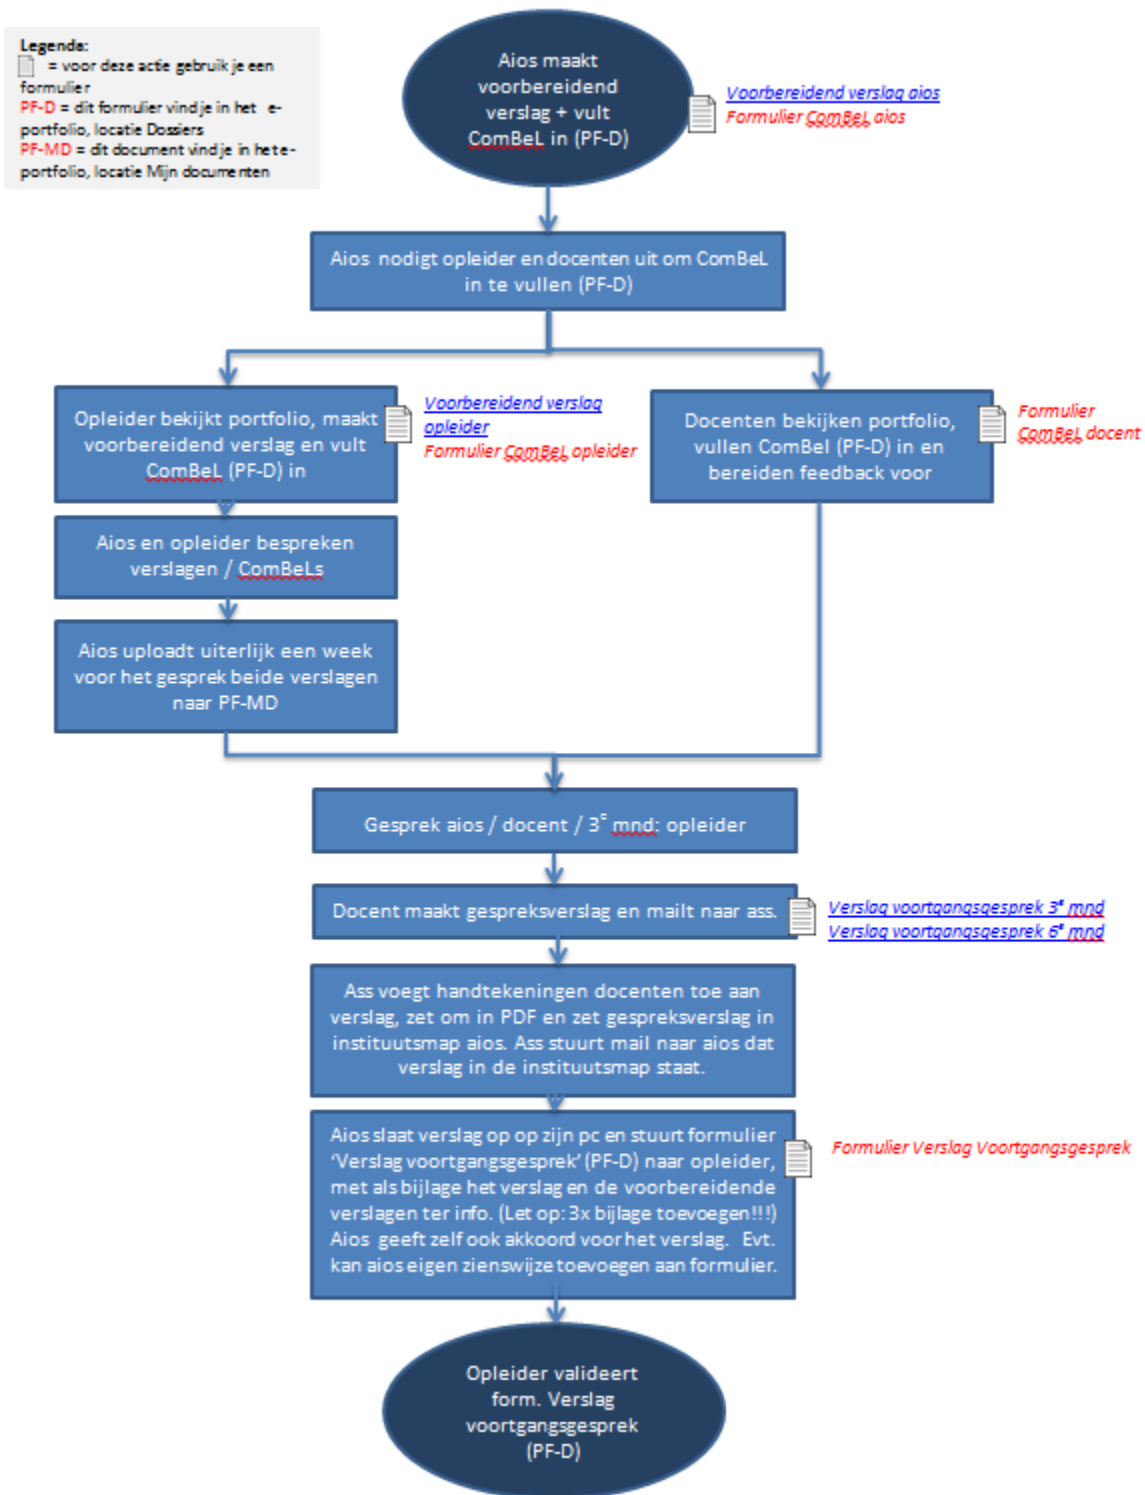 Legenda:
= voor deze actie gebruik je een
formulier
PF-D = dit formulier vind je in het e-
portfolio, locatie Dossiers
PF-MD = dit document vind je in het e-
portfolio, locatie Mijn documenten
Aios maakt
voorbereidend
verslag + vult
ComBeL in (PF-D)
Voorbereidend verslag aios
Formulier ComBeL aios
Aios nodigt opleider en docenten uit om ComBeL
in te vullen (PF-D)
Opleider bekijkt portfolio, maakt
voorbereidend verslag en vult
ComBeL (PF-D) in
Voorbereidend verslag
opleider
Formulier ComBeL opleider
Docenten bekijken portfolio,
vullen ComBel (PF-D) in en
bereiden feedback voor
Formulier
ComBeL docent
Aios en opleider bespreken
verslagen / ComBeLs
Aios uploadt uiterlijk een week
voor het gesprek beide verslagen
naar PF-MD
Gesprek aios / docent / 3e mnd: opleider
Docent maakt gespreksverslag en mailt naar ass.
Verslag voortgangsgesprek 3e mnd
Verslag voortgangsgesprek 6e mnd
Ass voegt handtekeningen docenten toe aan
verslag, zet om in PDF en zet gespreksverslag in
instituutsmap aios. Ass stuurt mail naar aios dat
verslag in de instituutsmap staat.
Aios slaat verslag op op zijn pc en stuurt formulier
‘Verslag voortgangsgesprek’ (PF-D) naar opleider,
met als bijlage het verslag en de voorbereidende
verslagen ter info. (Let op: 3x bijlage toevoegen!!!)
Aios geeft zelf ook akkoord voor het verslag. Evt.
kan aios eigen zienswijze toevoegen aan formulier.
Formulier Verslag Voortgangsgesprek
Opleider valideert
form. Verslag
voortgangsgesprek
(PF-D)